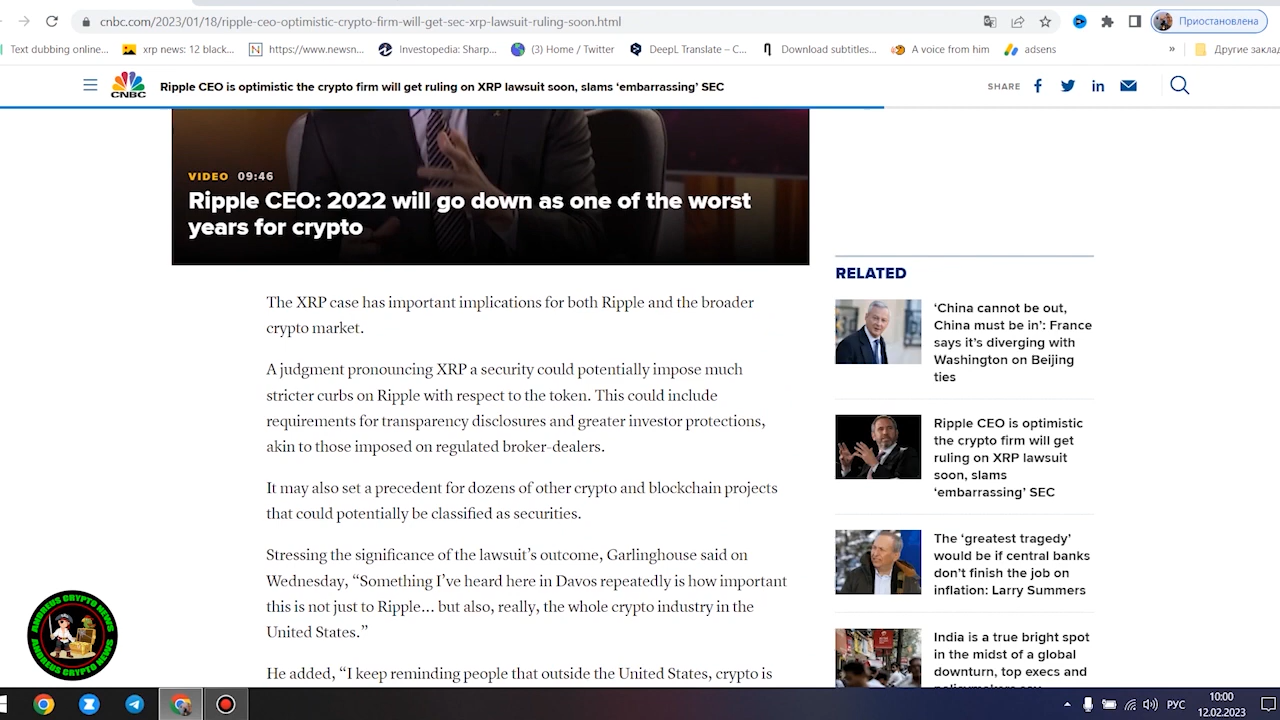 cnbc.com/2023/01/18/ripple-ceo-optimistic-crypto-firm-will-get-sec-xrp-lawsuit-ruling-soon.html
Приостановлена
Text dubbing online...
xrp news: 12 black...
https://www.newsn...
Investopedia: Sharp...
(3) Home / Twitter
DeepL Translate – C...
Download subtitles...
A voice from him
adsens
»
Другие закла
CNBC
Ripple CEO is optimistic the crypto firm will get ruling on XRP lawsuit soon, slams ‘embarrassing’ SEC
SHARE
VIDEO 09:46
Ripple CEO: 2022 will go down as one of the worst
years for crypto
The XRP case has important implications for both Ripple and the broader
crypto market.
A judgment pronouncing XRP a security could potentially impose much
stricter curbs on Ripple with respect to the token. This could include
requirements for transparency disclosures and greater investor protections,
akin to those imposed on regulated broker-dealers.
It may also set a precedent for dozens of other crypto and blockchain projects
that could potentially be classified as securities.
Stressing the significance of the lawsuit’s outcome, Garlinghouse said on
Wednesday, “Something I’ve heard here in Davos repeatedly is how important
this is not just to Ripple... but also, really, the whole crypto industry in the
United States.”
He added, “I keep reminding people that outside the United States, crypto is
RELATED
‘China cannot be out,
China must be in’: France
says it’s diverging with
Washington on Beijing
ties
Ripple CEO is optimistic
the crypto firm will get
ruling on XRP lawsuit
soon, slams
‘embarrassing’ SEC
The ‘greatest tragedy’
would be if central banks
don’t finish the job on
inflation: Larry Summers
India is a true bright spot
in the midst of a global
downturn, top execs and
ANDREUS CRYPTO NEWS
ANDREUS CRYPTO NEWS
РУС
10:00
12.02.2023